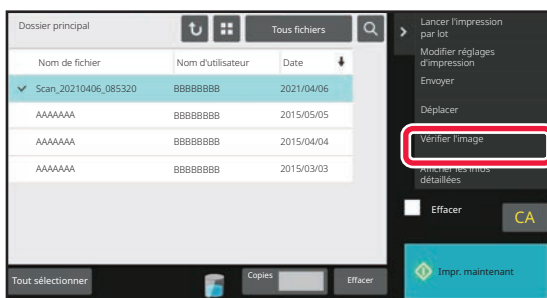 Dossier principal
Tous fichiers
Nom de fichier
Nom d'utilisateur
Date
Scan_20210406_085320
BBBBBBBB
2021/04/06
AAAAAAA
BBBBBBBB
2015/05/05
AAAAAAA
BBBBBBBB
2015/04/04
AAAAAAA
BBBBBBBB
2015/03/03
Tout sélectionner
Copies
Effacer
Lancer l'impression
par lot
Modifier réglages
d'impression
Envoyer
Déplacer
Vérifier l'image
Afficher les infos
détaillées
Effacer
CA
Impr. maintenant